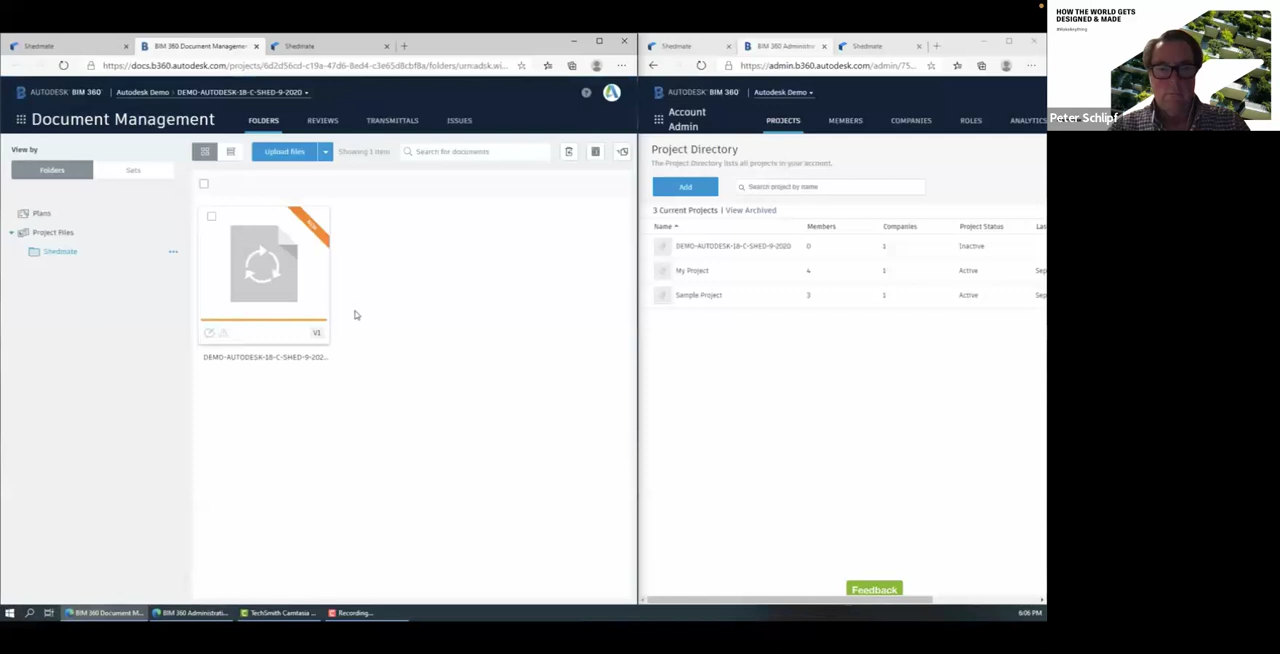 Shedmate
BIM 360 Document Manageme
Shedmate
https://docs.b360.autodesk.com/projects/6d2d56cd-c19a-47d6-8ed4-c3e65d8cbf8a/folders/urn:adsk.wi...
AUTODESK® BIM 360®
Autodesk Demo
DEMO-AUTODESK-18-C-SHED-9-2020
Document Management
FOLDERS
REVIEWS
TRANSMITTALS
ISSUES
View by
Folders
Sets
Upload files
Showing 1 item
Search for documents
Plans
Project Files
Shedmate
NEW
V1
DEMO-AUTODESK-18-C-SHED-9-202...
Shedmate
BIM 360 Administra
Shedmate
https://admin.b360.autodesk.com/admin/75...
AUTODESK® BIM 360®
Autodesk Demo
Account Admin
PROJECTS
MEMBERS
COMPANIES
ROLES
ANALYTICS
Project Directory
The Project Directory lists all projects in your account.
Add
Search project by name
3 Current Projects | View Archived
Name Members Companies Project Status Las
DEMO-AUTODESK-18-C-SHED-9-2020 0 1 Inactive
My Project 4 1 Active Sep
Sample Project 3 1 Active Sep
Feedback
BIM 360 Document M...
BIM 360 Administrati...
TechSmith Camtasia ...
Recording...
6:06 PM
HOW THE WORLD GETS
DESIGNED & MADE
#MakeAnything
Peter Schlipf